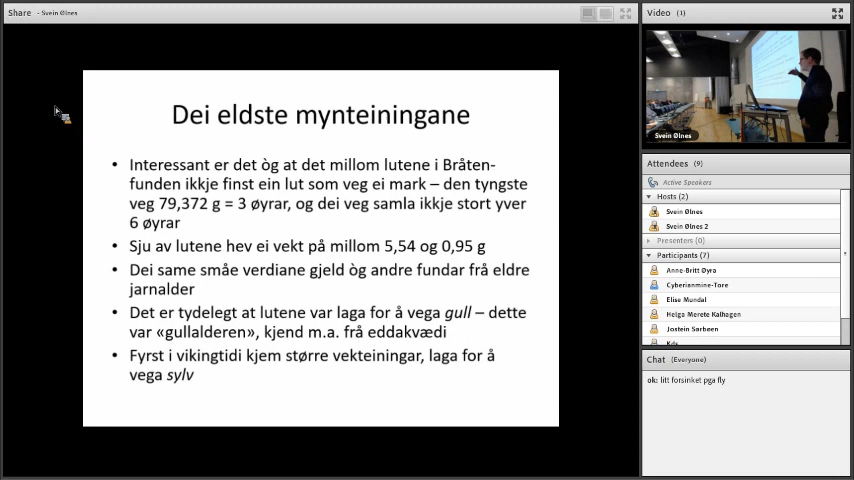 Share - Svein Ølnes
Dei eldste mynteiningane
• Interessant er det òg at det millom lutene i Bråten-
funden ikkje finst ein lut som veg ei mark – den tyngste
veg 79,372 g = 3 øyrar, og dei veg samla ikkje stort yver
6 øyrar
• Sju av lutene hev ei vekt på millom 5,54 og 0,95 g
• Dei same småe verdiane gjeld òg andre fundar frå eldre
jarnalder
• Det er tydelegt at lutene var laga for å vega gull – dette
var «gullalderen», kjend m.a. frå eddakvædi
• Fyrst i vikingtidi kjem større vekteiningar, laga for å
vega sylv
Video (1)
Svein Ølnes
Attendees (9)
Active Speakers
Hosts (2)
Svein Ølnes
Svein Ølnes 2
Presenters (0)
Participants (7)
Anne-Britt Øyra
Cyberianmine-Tore
Elise Mundal
Helga Merete Kalhagen
Jostein Sørbøen
Chat (Everyone)
ok: litt forsinket pga fly